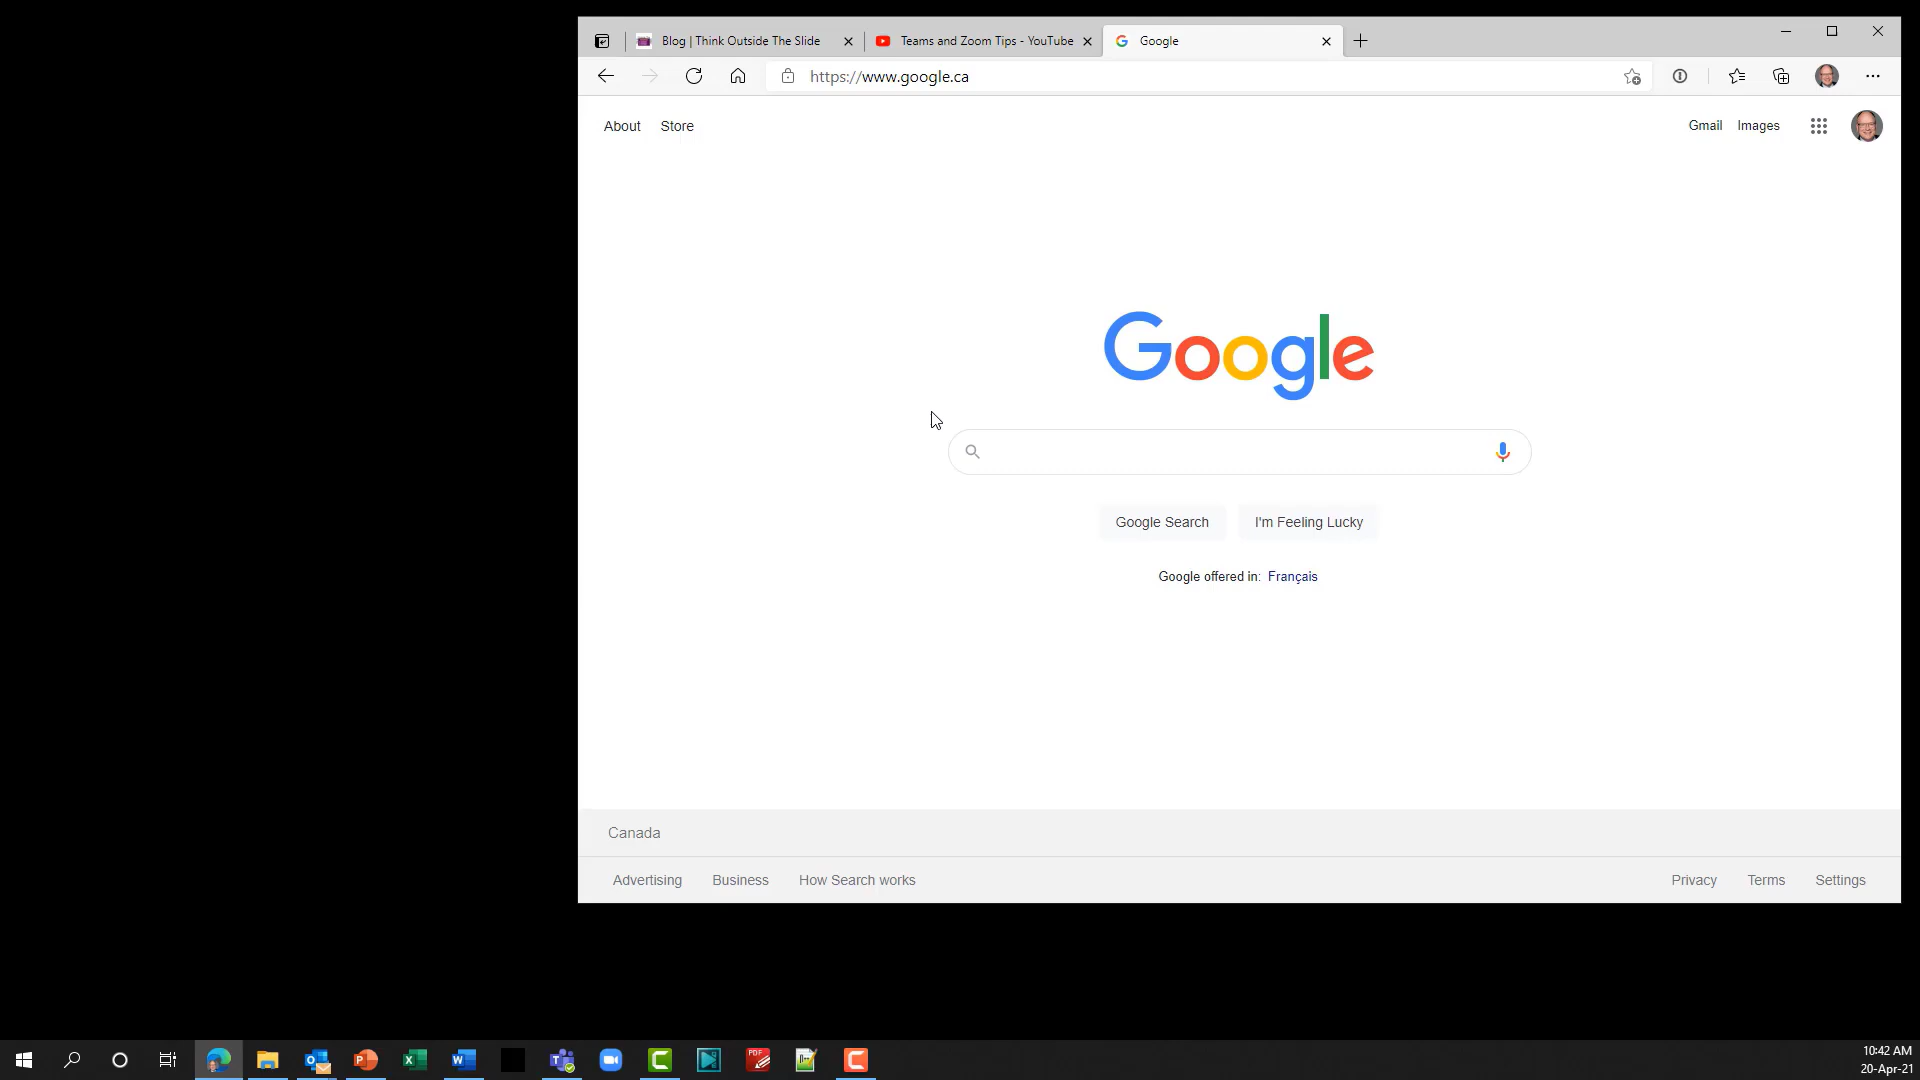 Blog | Think Outside The Slide
Teams and Zoom Tips - YouTube
Google
https://www.google.ca
About Store
Gmail Images
Google
Google Search I'm Feeling Lucky
Google offered in: Français
Canada
Advertising Business How Search works
Privacy Terms Settings
10:42 AM
20-Apr-21